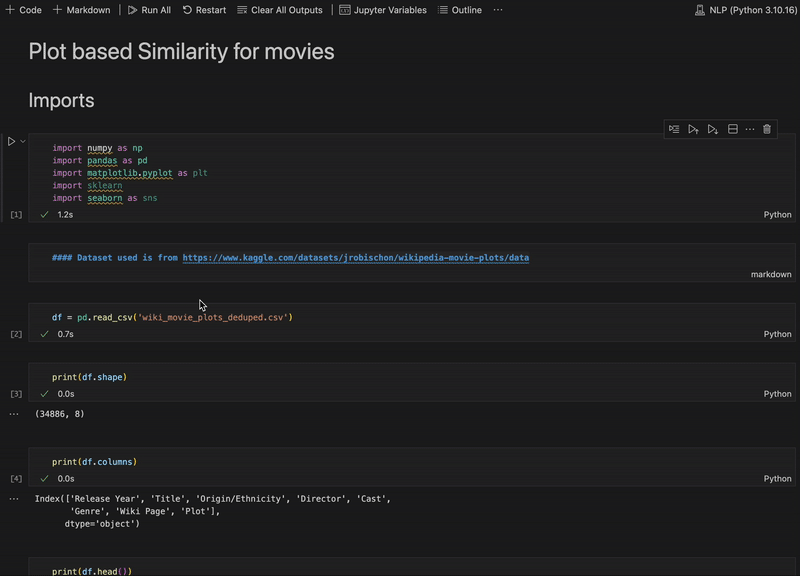 Code Markdown Run All Restart Clear All Outputs Jupyter Variables Outline ··· NLP (Python 3.10.16)
Plot based Similarity for movies
Imports
import numpy as np
import pandas as pd
import matplotlib.pyplot as plt
import sklearn
import seaborn as sns
[1] 1.2s Python
#### Dataset used is from https://www.kaggle.com/datasets/jrobischon/wikipedia-movie-plots/data
markdown
df = pd.read_csv('wiki_movie_plots_deduped.csv')
[2] 0.7s Python
print(df.shape)
[3] 0.0s Python
(34886, 8)
print(df.columns)
[4] 0.0s Python
Index(['Release Year', 'Title', 'Origin/Ethnicity', 'Director', 'Cast',
'Genre', 'Wiki Page', 'Plot'],
dtype='object')
print(df.head())